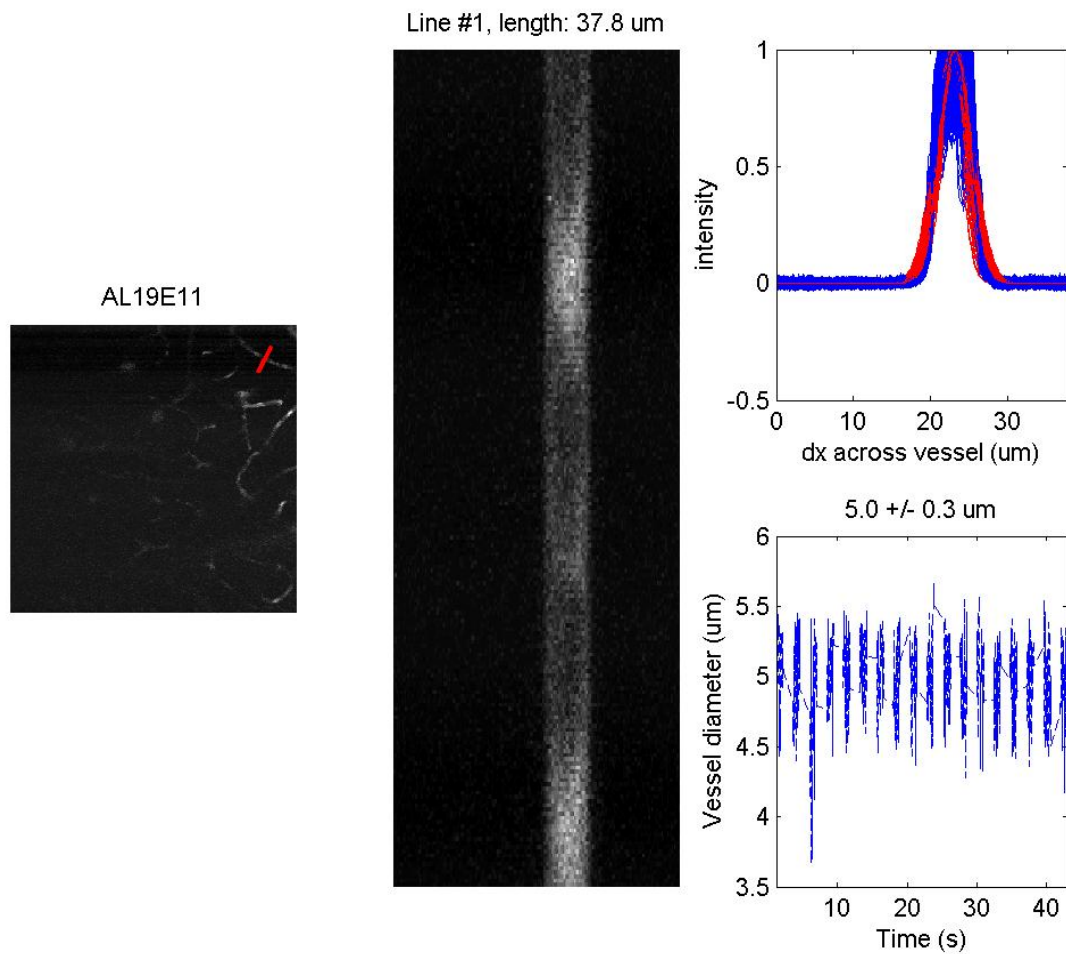 AL19E11
Line #1, length: 37.8 um
1
0.5
0
-0.5
intensity
0 10 20 30
dx across vessel (um)
5.0 +/- 0.3 um
6
5.5
5
4.5
4
3.5
Vessel diameter (um)
10 20 30 40
Time (s)